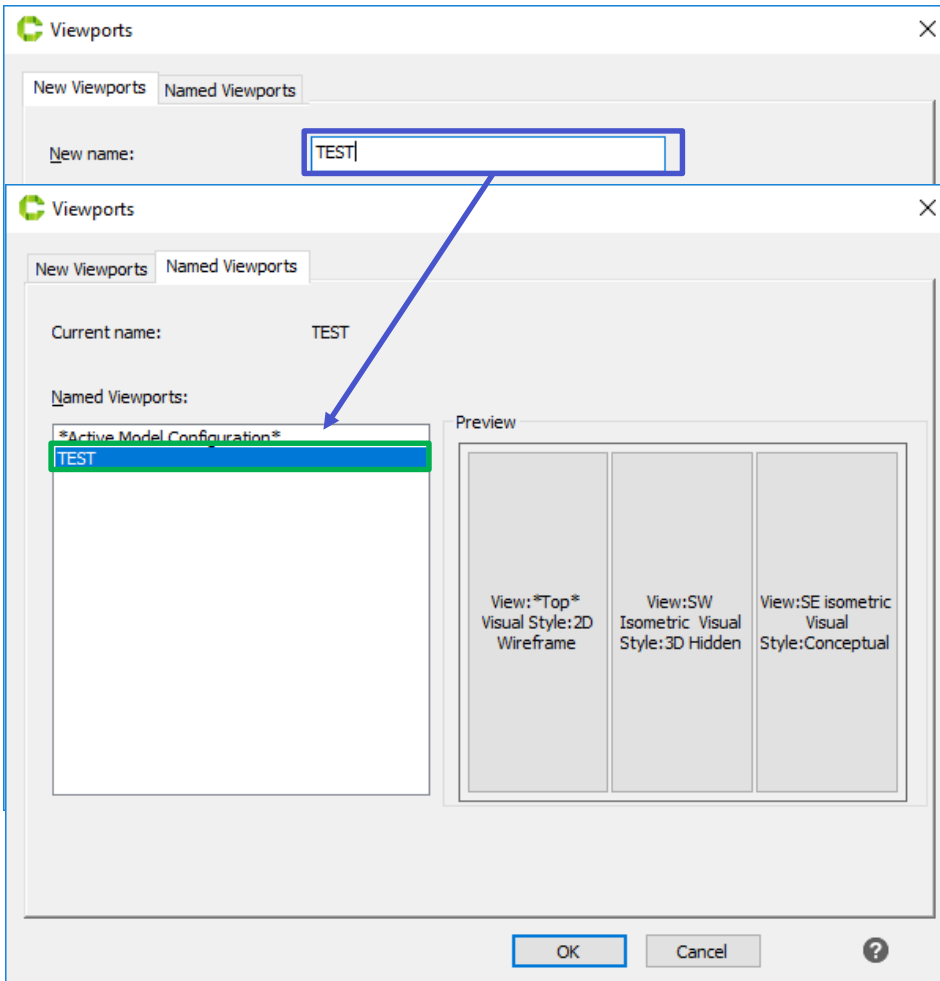 Viewports
New Viewports Named Viewports
New name: TEST
Viewports
New Viewports Named Viewports
Current name: TEST
Named Viewports:
Preview
*Active Model Configuration*
TEST
View:*Top*
Visual Style:2D
Wireframe
View:SW
Isometric Visual
Style:3D Hidden
View:SE isometric
Visual
Style:Conceptual
OK Cancel ?